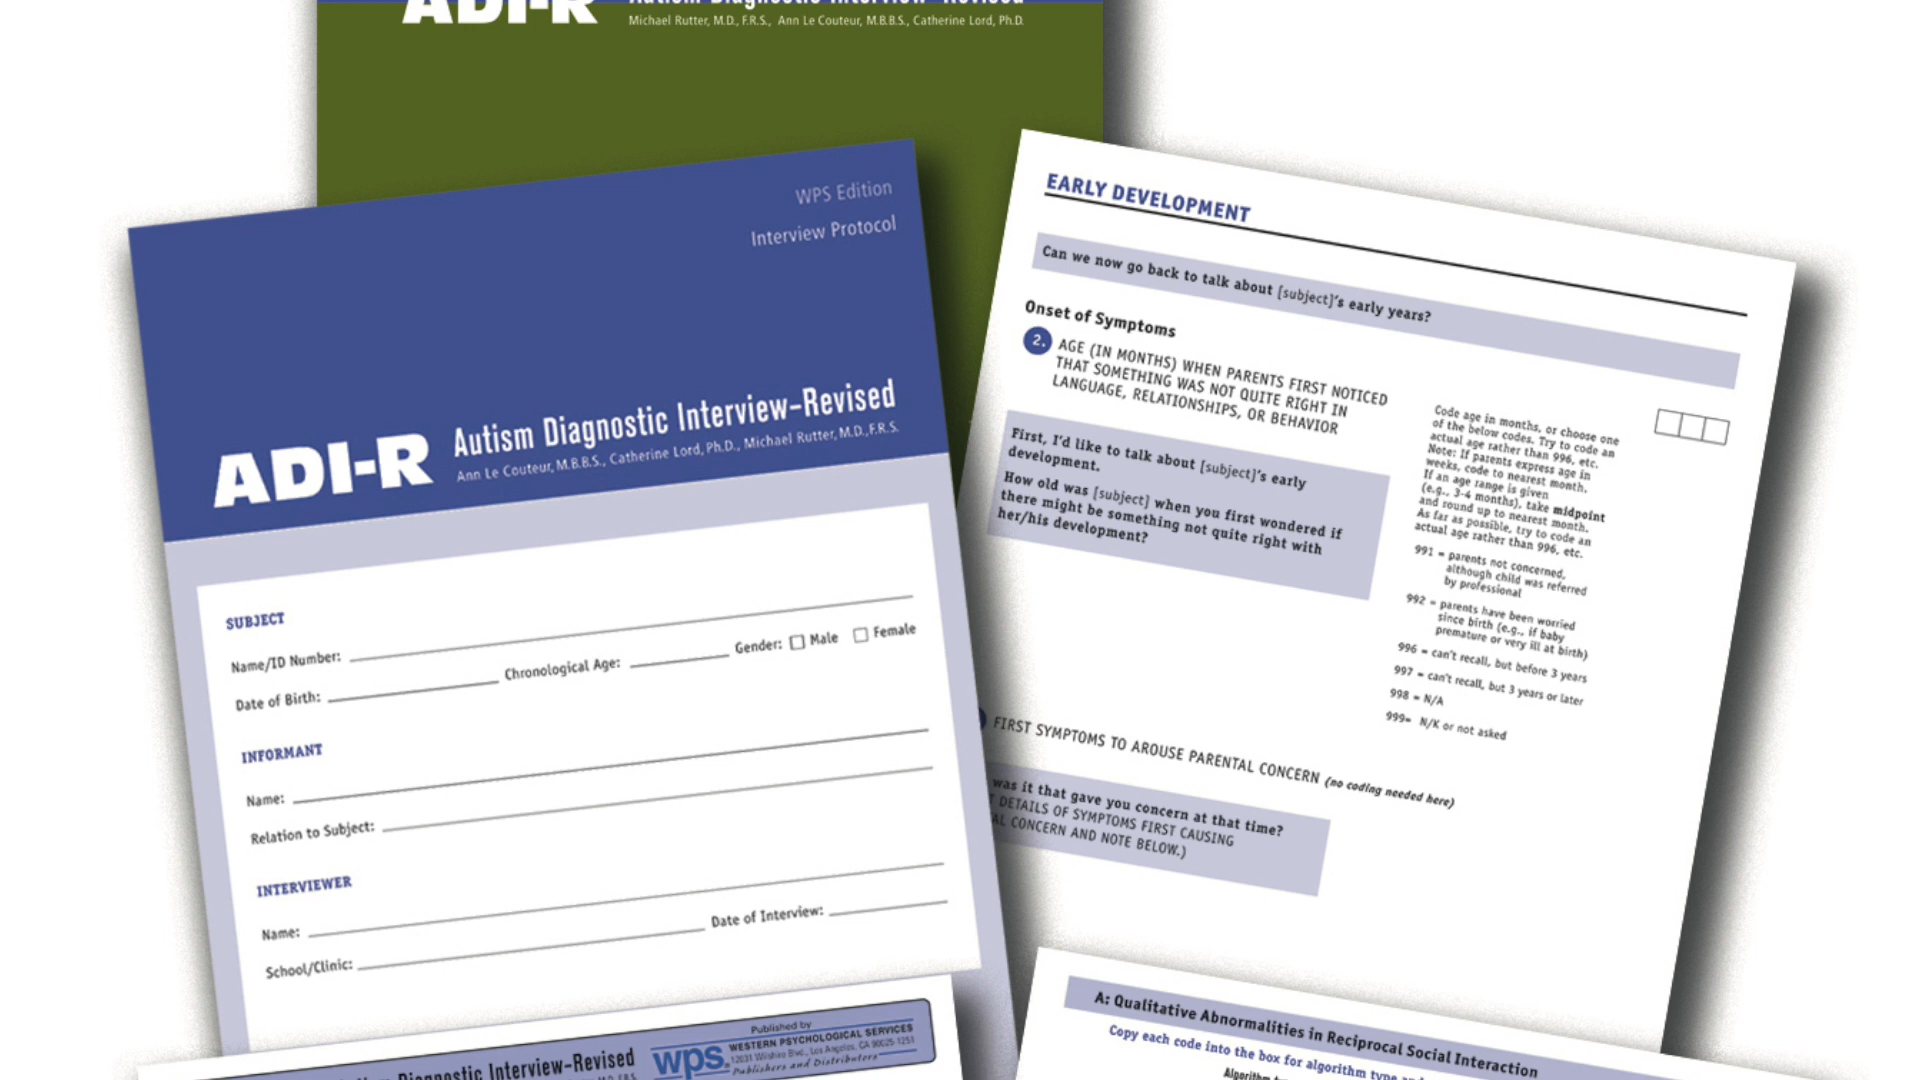 ADI-R Autism Diagnostic Interview-Revised
Michael Rutter, M.D., F.R.S., Ann Le Couteur, M.B.B.S., Catherine Lord, Ph.D.
WPS Edition
Interview Protocol
ADI-R Autism Diagnostic Interview–Revised
Ann Le Couteur, M.B.B.S., Catherine Lord, Ph.D., Michael Rutter, M.D., F.R.S.
SUBJECT
Name/ID Number:
Date of Birth: Chronological Age: Gender: Male Female
INFORMANT
Name:
Relation to Subject:
INTERVIEWER
Name:
School/Clinic: Date of Interview:
Diagnostic Interview–Revised
wps.
Published by
WESTERN PSYCHOLOGICAL SERVICES
12031 Wilshire Blvd., Los Angeles, CA 90025-1251
Publishers and Distributors
EARLY DEVELOPMENT
Can we now go back to talk about [subject]'s early years?
Onset of Symptoms
2. AGE (IN MONTHS) WHEN PARENTS FIRST NOTICED
THAT SOMETHING WAS NOT QUITE RIGHT IN
LANGUAGE, RELATIONSHIPS, OR BEHAVIOR
First, I'd like to talk about [subject]'s early
development.
How old was [subject] when you first wondered if
there might be something not quite right with
her/his development?
Code age in months, or choose one
of the below codes. Try to code an
actual age rather than 996, etc.
Note: If parents express age in
weeks, code to nearest month.
If an age range is given
(e.g., 3-4 months), take midpoint
and round up to nearest month.
As far as possible, try to code an
actual age rather than 996, etc.
991 = parents not concerned,
although child was referred
by professional
992 = parents have been worried
since birth (e.g., if baby
premature or very ill at birth)
996 = can't recall, but before 3 years
997 = can't recall, but 3 years or later
998 = N/A
999= N/K or not asked
FIRST SYMPTOMS TO AROUSE PARENTAL CONCERN (no coding needed here)
was it that gave you concern at that time?
DETAILS OF SYMPTOMS FIRST CAUSING
CONCERN AND NOTE BELOW.)
A: Qualitative Abnormalities in Reciprocal Social Interaction
Copy each code into the box for algorithm type
Algorithm